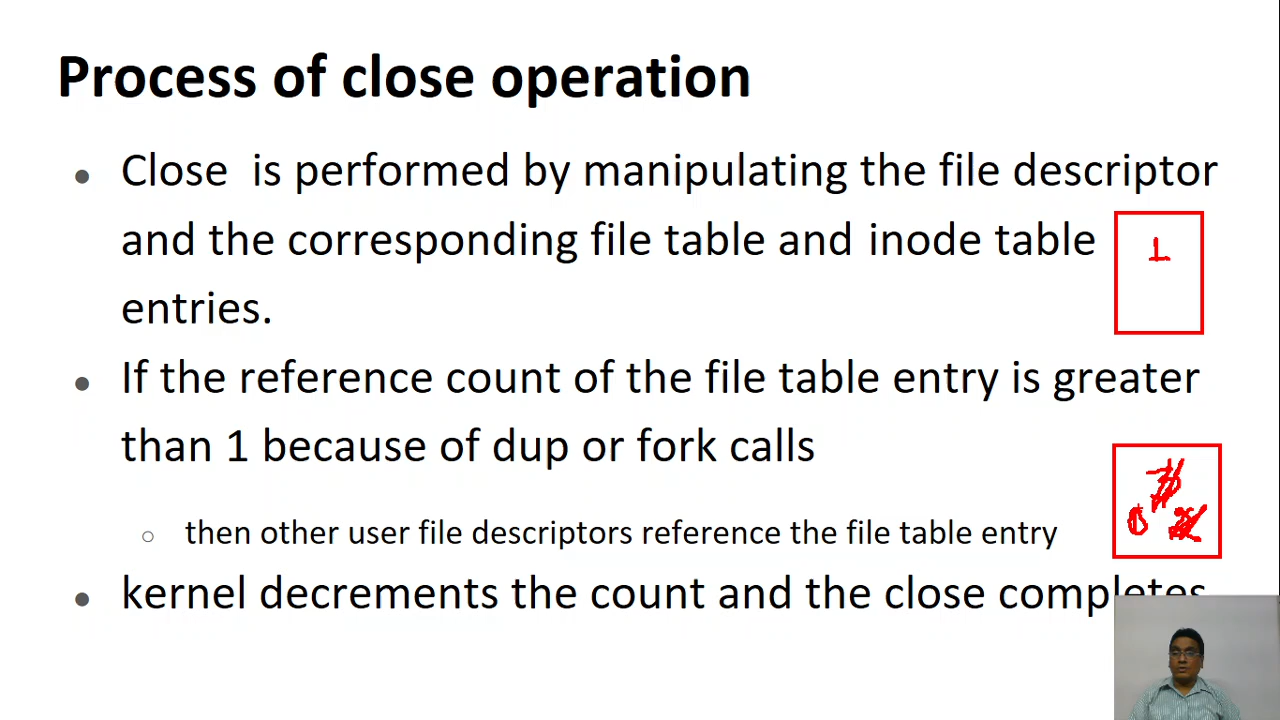 Process of close operation
Close is performed by manipulating the file descriptor
and the corresponding file table and inode table
entries.
1
If the reference count of the file table entry is greater
than 1 because of dup or fork calls
then other user file descriptors reference the file table entry
kernel decrements the count and the close completes